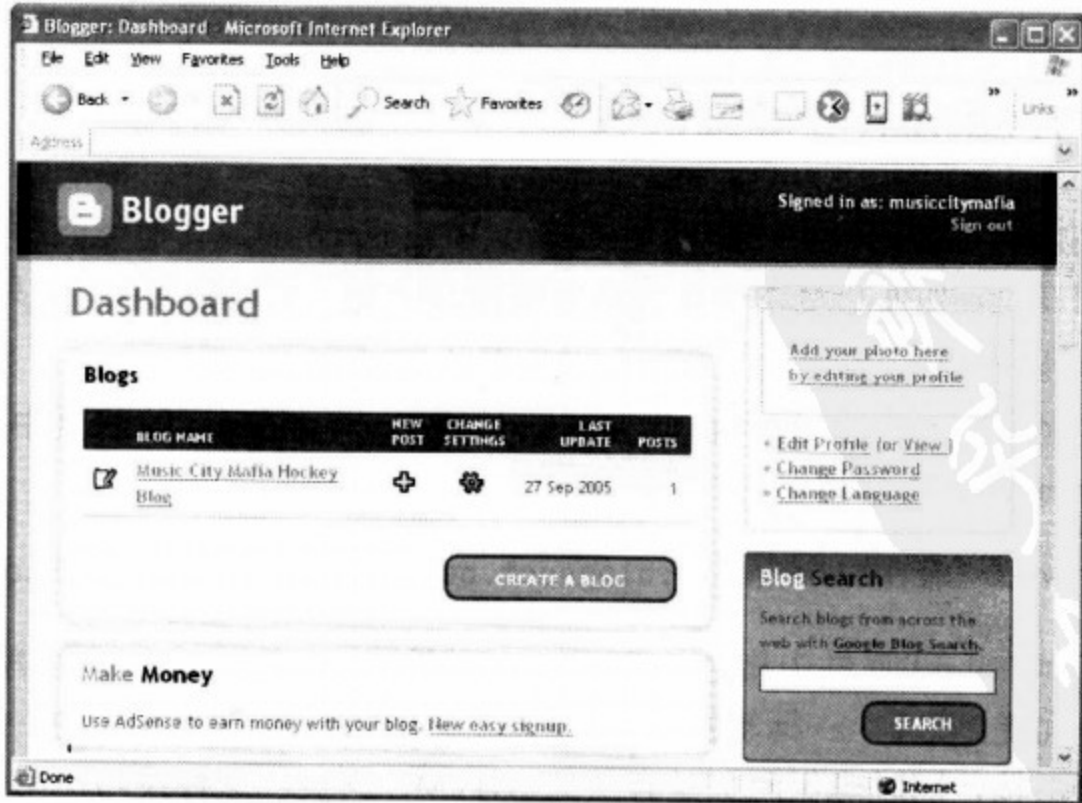 Blogger: Dashboard - Microsoft Internet Explorer
File Edit View Favorites Tools Help
Back Search Favorites Links
Address
Blogger
Signed in as: musiccitymafia
Sign out
Dashboard
Add your photo here
by editing your profile
Blogs
BLOG NAME NEW POST CHANGE SETTINGS LAST UPDATE POSTS
Music City Mafia Hockey
Blog
27 Sep 2005 1
Edit Profile (or View )
Change Password
Change Language
CREATE A BLOG
Blog Search
Search blogs from across the
web with Google Blog Search.
SEARCH
Make Money
Use AdSense to earn money with your blog. New easy signup.
Done Internet